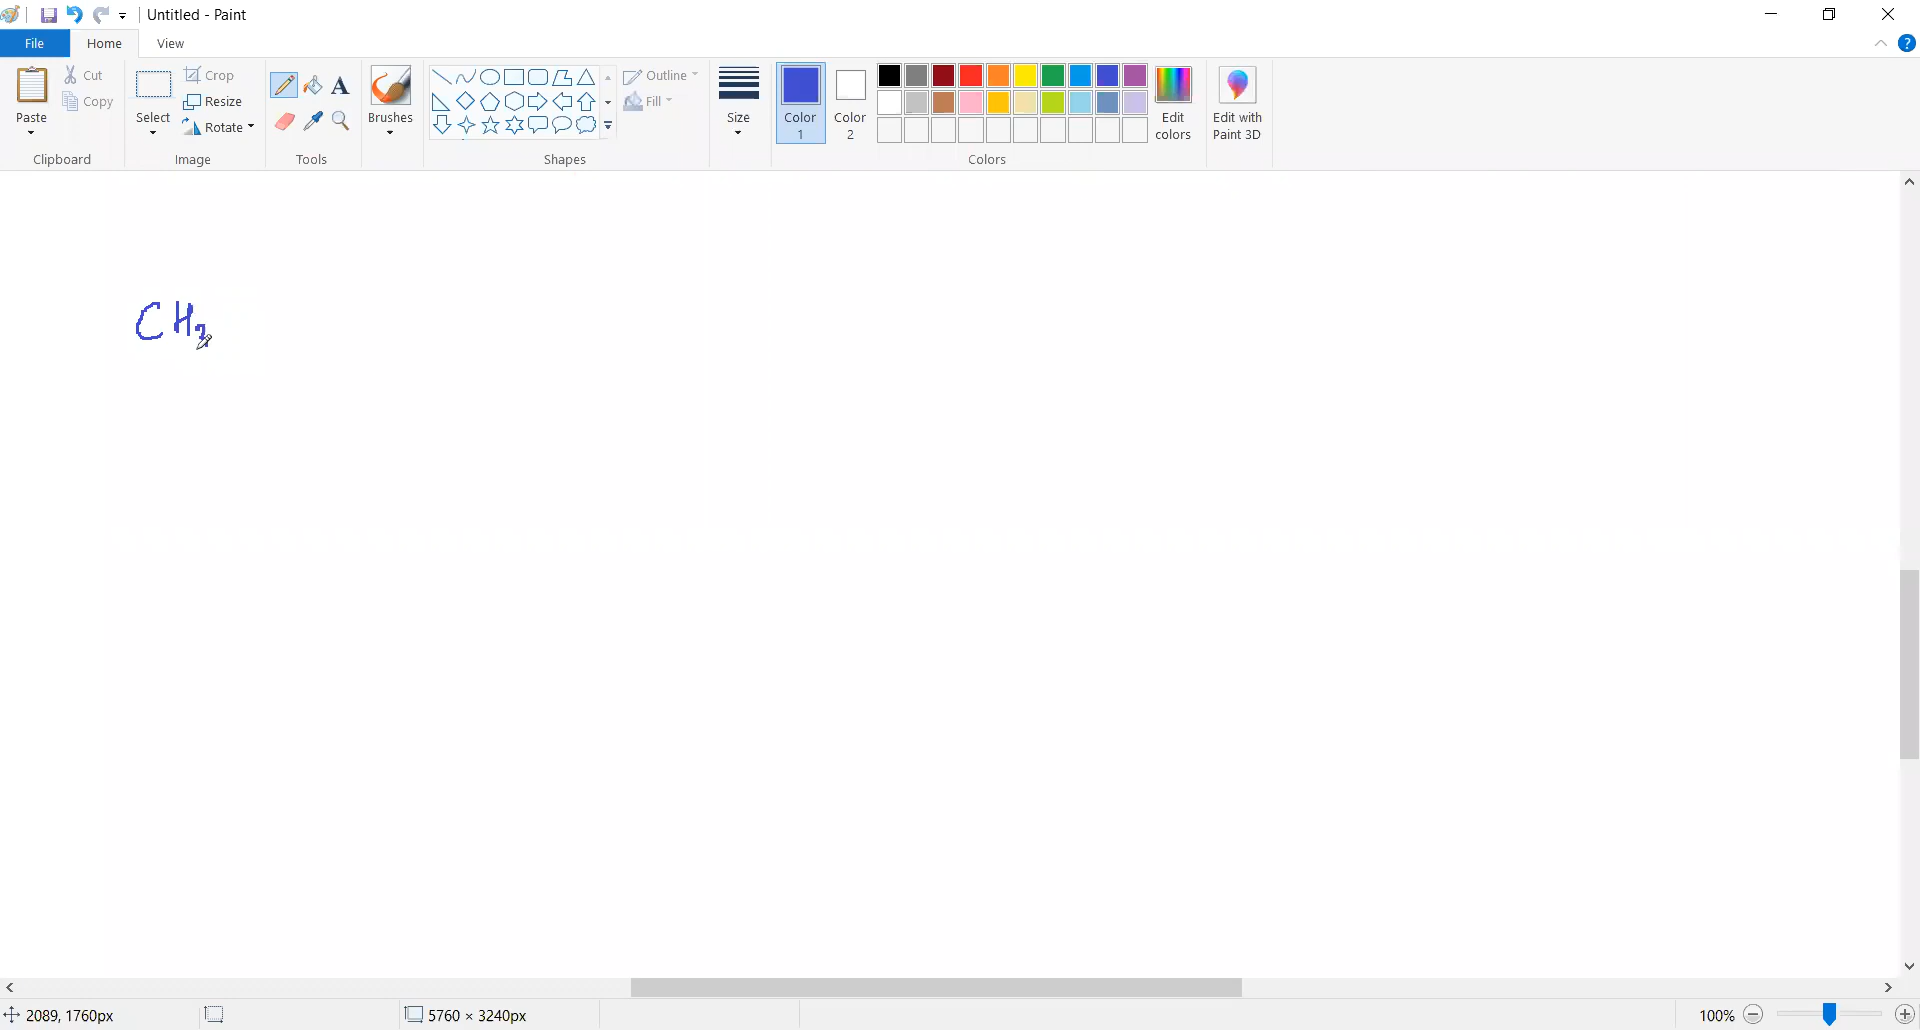 Untitled - Paint
File Home View
Paste Cut Copy Clipboard
Select Crop Resize Rotate Image
Tools
Brushes
Outline Fill Shapes
Size
Color 1 Color 2 Edit colors Colors
Edit with Paint 3D
?
A
CH3
2089, 1760px 5760 × 3240px 100%